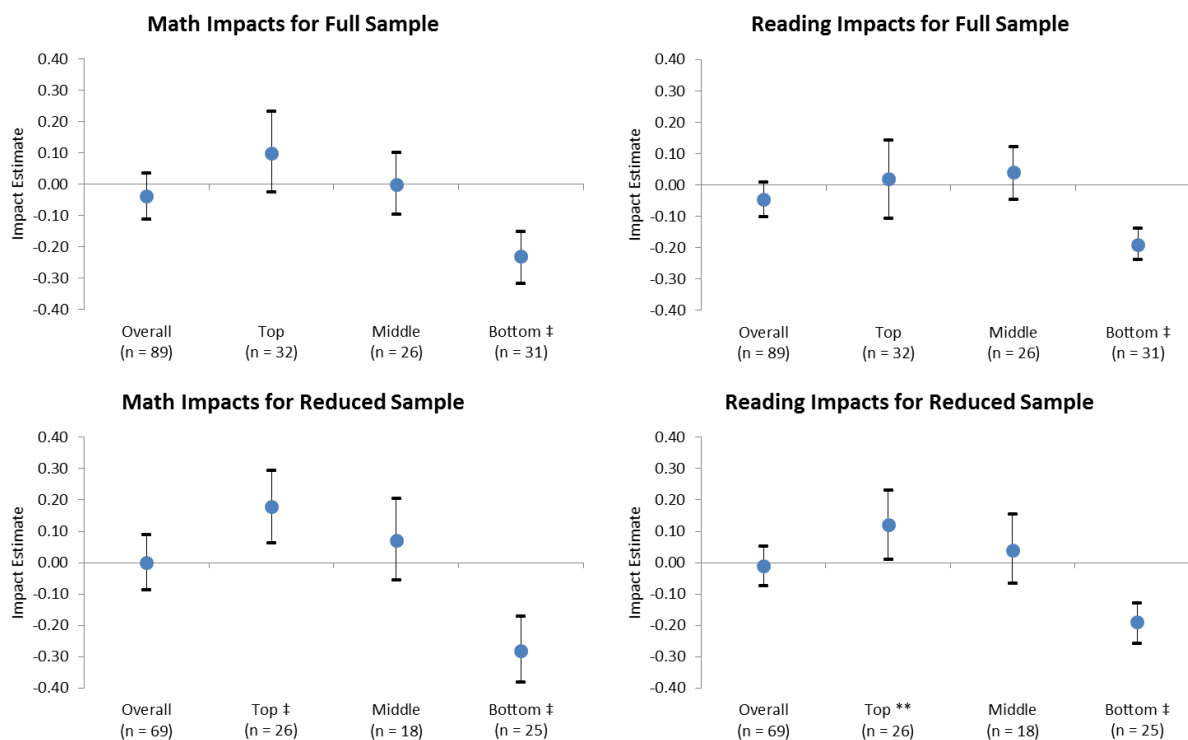 Math Impacts for Full Sample
Impact Estimate
0.40
0.30
0.20
0.10
0.00
-0.10
-0.20
-0.30
-0.40
Overall Top Middle Bottom ‡
(n = 89) (n = 32) (n = 26) (n = 31)
Reading Impacts for Full Sample
Impact Estimate
0.40
0.30
0.20
0.10
0.00
-0.10
-0.20
-0.30
-0.40
Overall Top Middle Bottom ‡
(n = 89) (n = 32) (n = 26) (n = 31)
Math Impacts for Reduced Sample
Impact Estimate
0.40
0.30
0.20
0.10
0.00
-0.10
-0.20
-0.30
-0.40
Overall Top ‡ Middle Bottom ‡
(n = 69) (n = 26) (n = 18) (n = 25)
Reading Impacts for Reduced Sample
Impact Estimate
0.40
0.30
0.20
0.10
0.00
-0.10
-0.20
-0.30
-0.40
Overall Top ** Middle Bottom ‡
(n = 69) (n = 26) (n = 18) (n = 25)